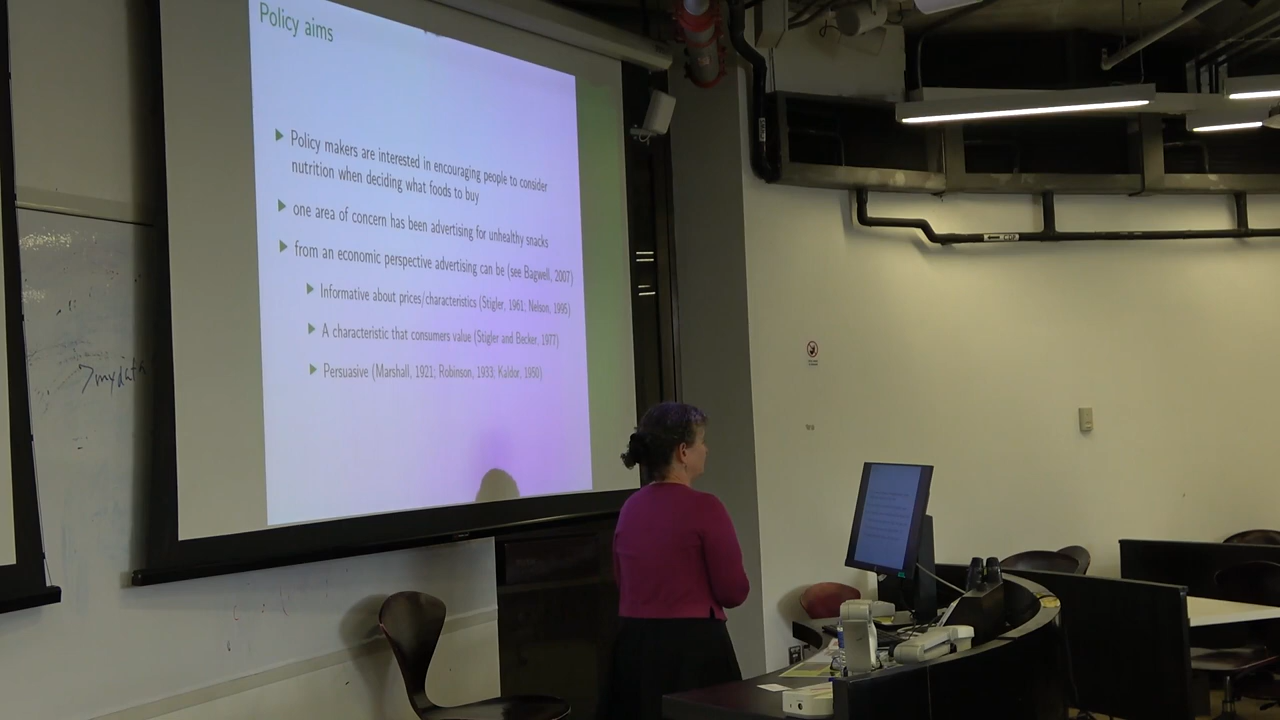 Policy aims
Policy makers are interested in encouraging people to consider
nutrition when deciding what foods to buy
one area of concern has been advertising for unhealthy snacks
from an economic perspective advertising can be (see Bagwell, 2007)
Informative about prices/characteristics (Stigler, 1961; Nelson, 1995)
A characteristic that consumers value (Stigler and Becker, 1977)
Persuasive (Marshall, 1921; Robinson, 1933; Kaldor, 1950)